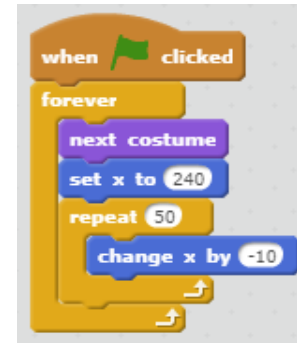 when clicked
forever
next costume
set x to 240
repeat 50
change x by -10